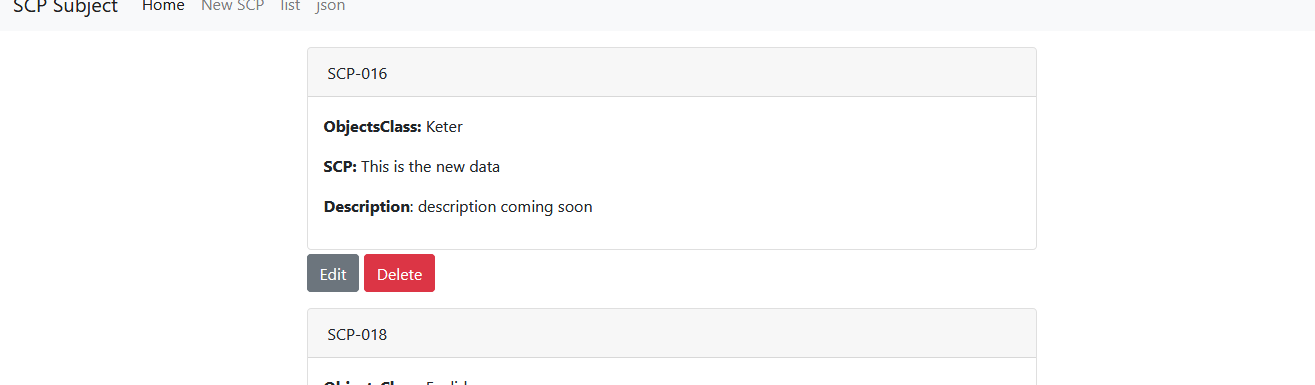 SCP Subject Home New SCP list json
SCP-016
ObjectsClass: Keter
SCP: This is the new data
Description: description coming soon
Edit Delete
SCP-018